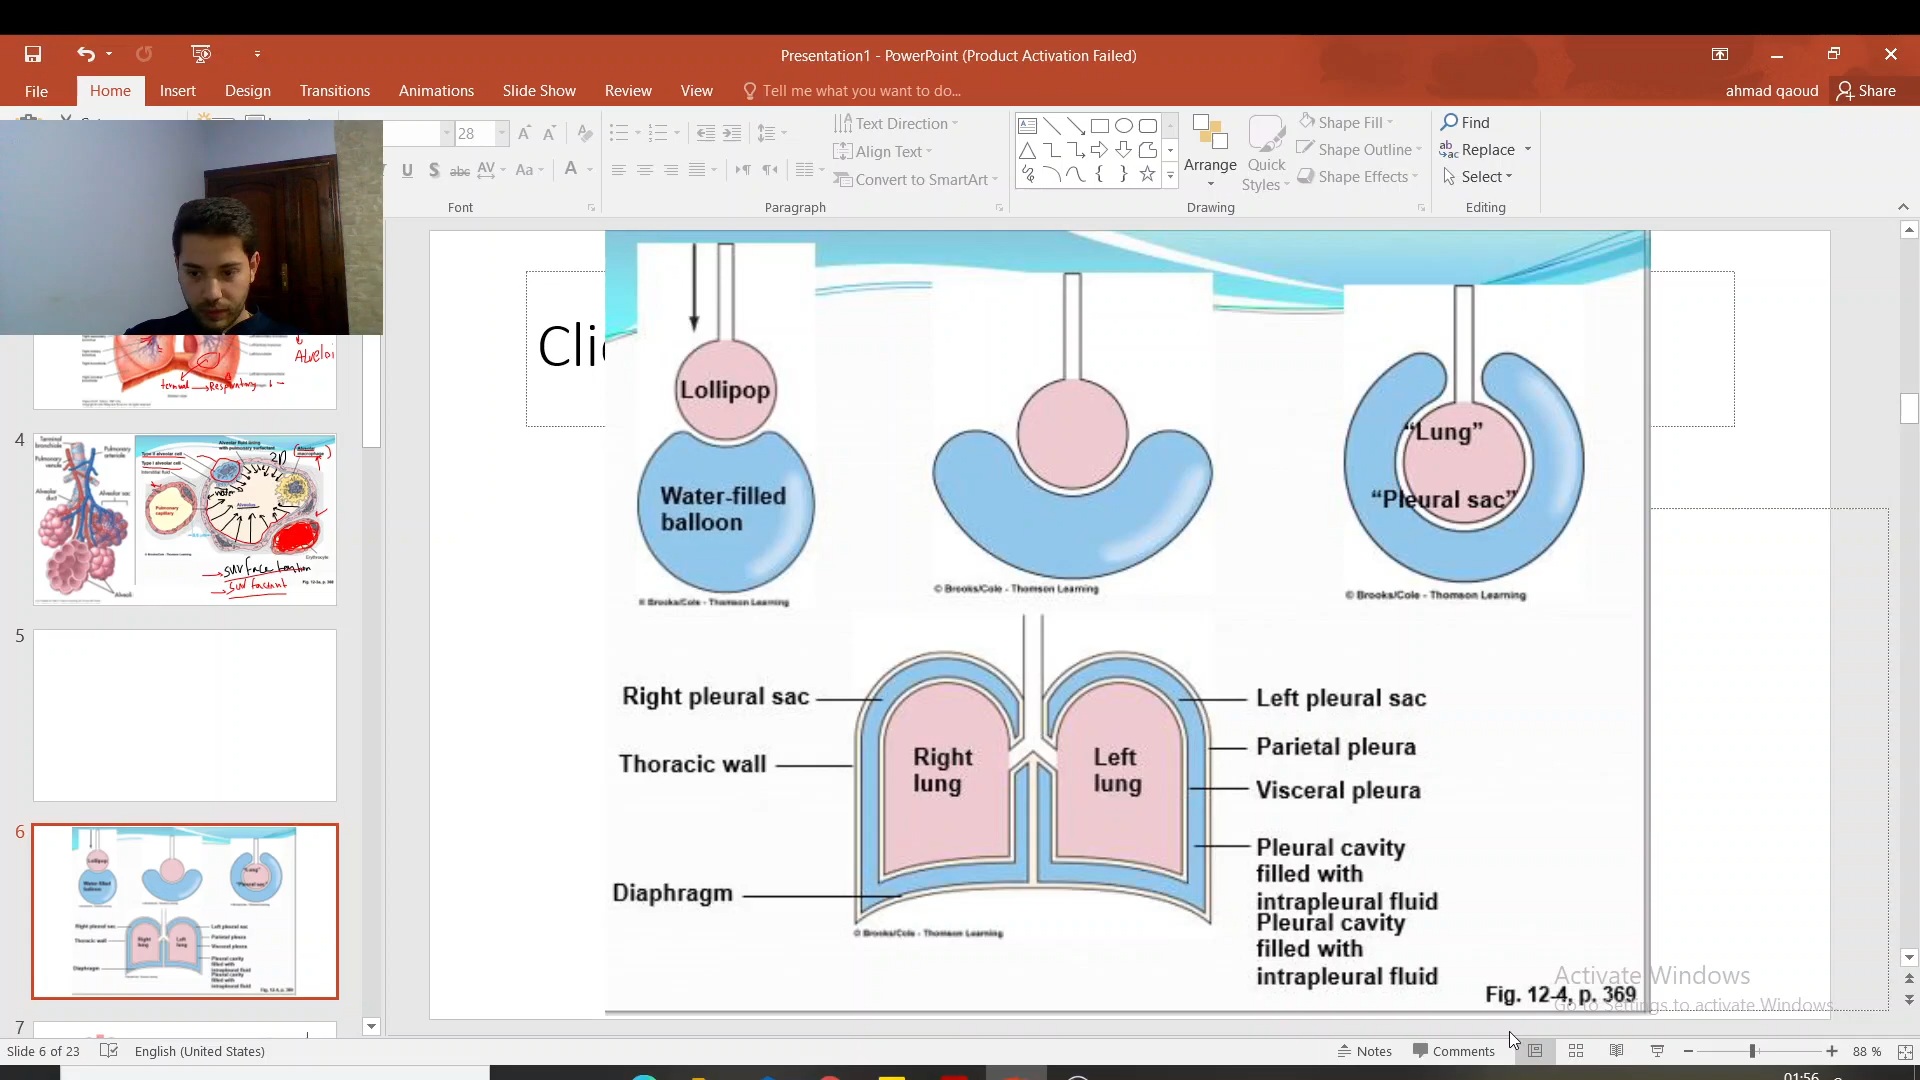 Presentation1 - PowerPoint (Product Activation Failed)
File Home Insert Design Transitions Animations Slide Show Review View Tell me what you want to do...
ahmad qaoud Share
28
Text Direction
Align Text
Convert to SmartArt
Arrange
Quick Styles
Shape Fill
Shape Outline
Shape Effects
Find
Replace
Select
Font Paragraph Drawing Editing
Lollipop
Water-filled
balloon
© Brooks/Cole - Thomson Learning
© Brooks/Cole - Thomson Learning
"Lung"
"Pleural sac"
© Brooks/Cole - Thomson Learning
Right pleural sac
Thoracic wall
Diaphragm
Right
lung
Left
lung
Left pleural sac
Parietal pleura
Visceral pleura
Pleural cavity
filled with
intrapleural fluid
Pleural cavity
filled with
intrapleural fluid
© Brooks/Cole - Thomson Learning
Fig. 12-4, p. 369
Activate Windows
Go to Settings to activate Windows.
4
5
6
7
Slide 6 of 23 English (United States)
Notes Comments 88 %
01:56